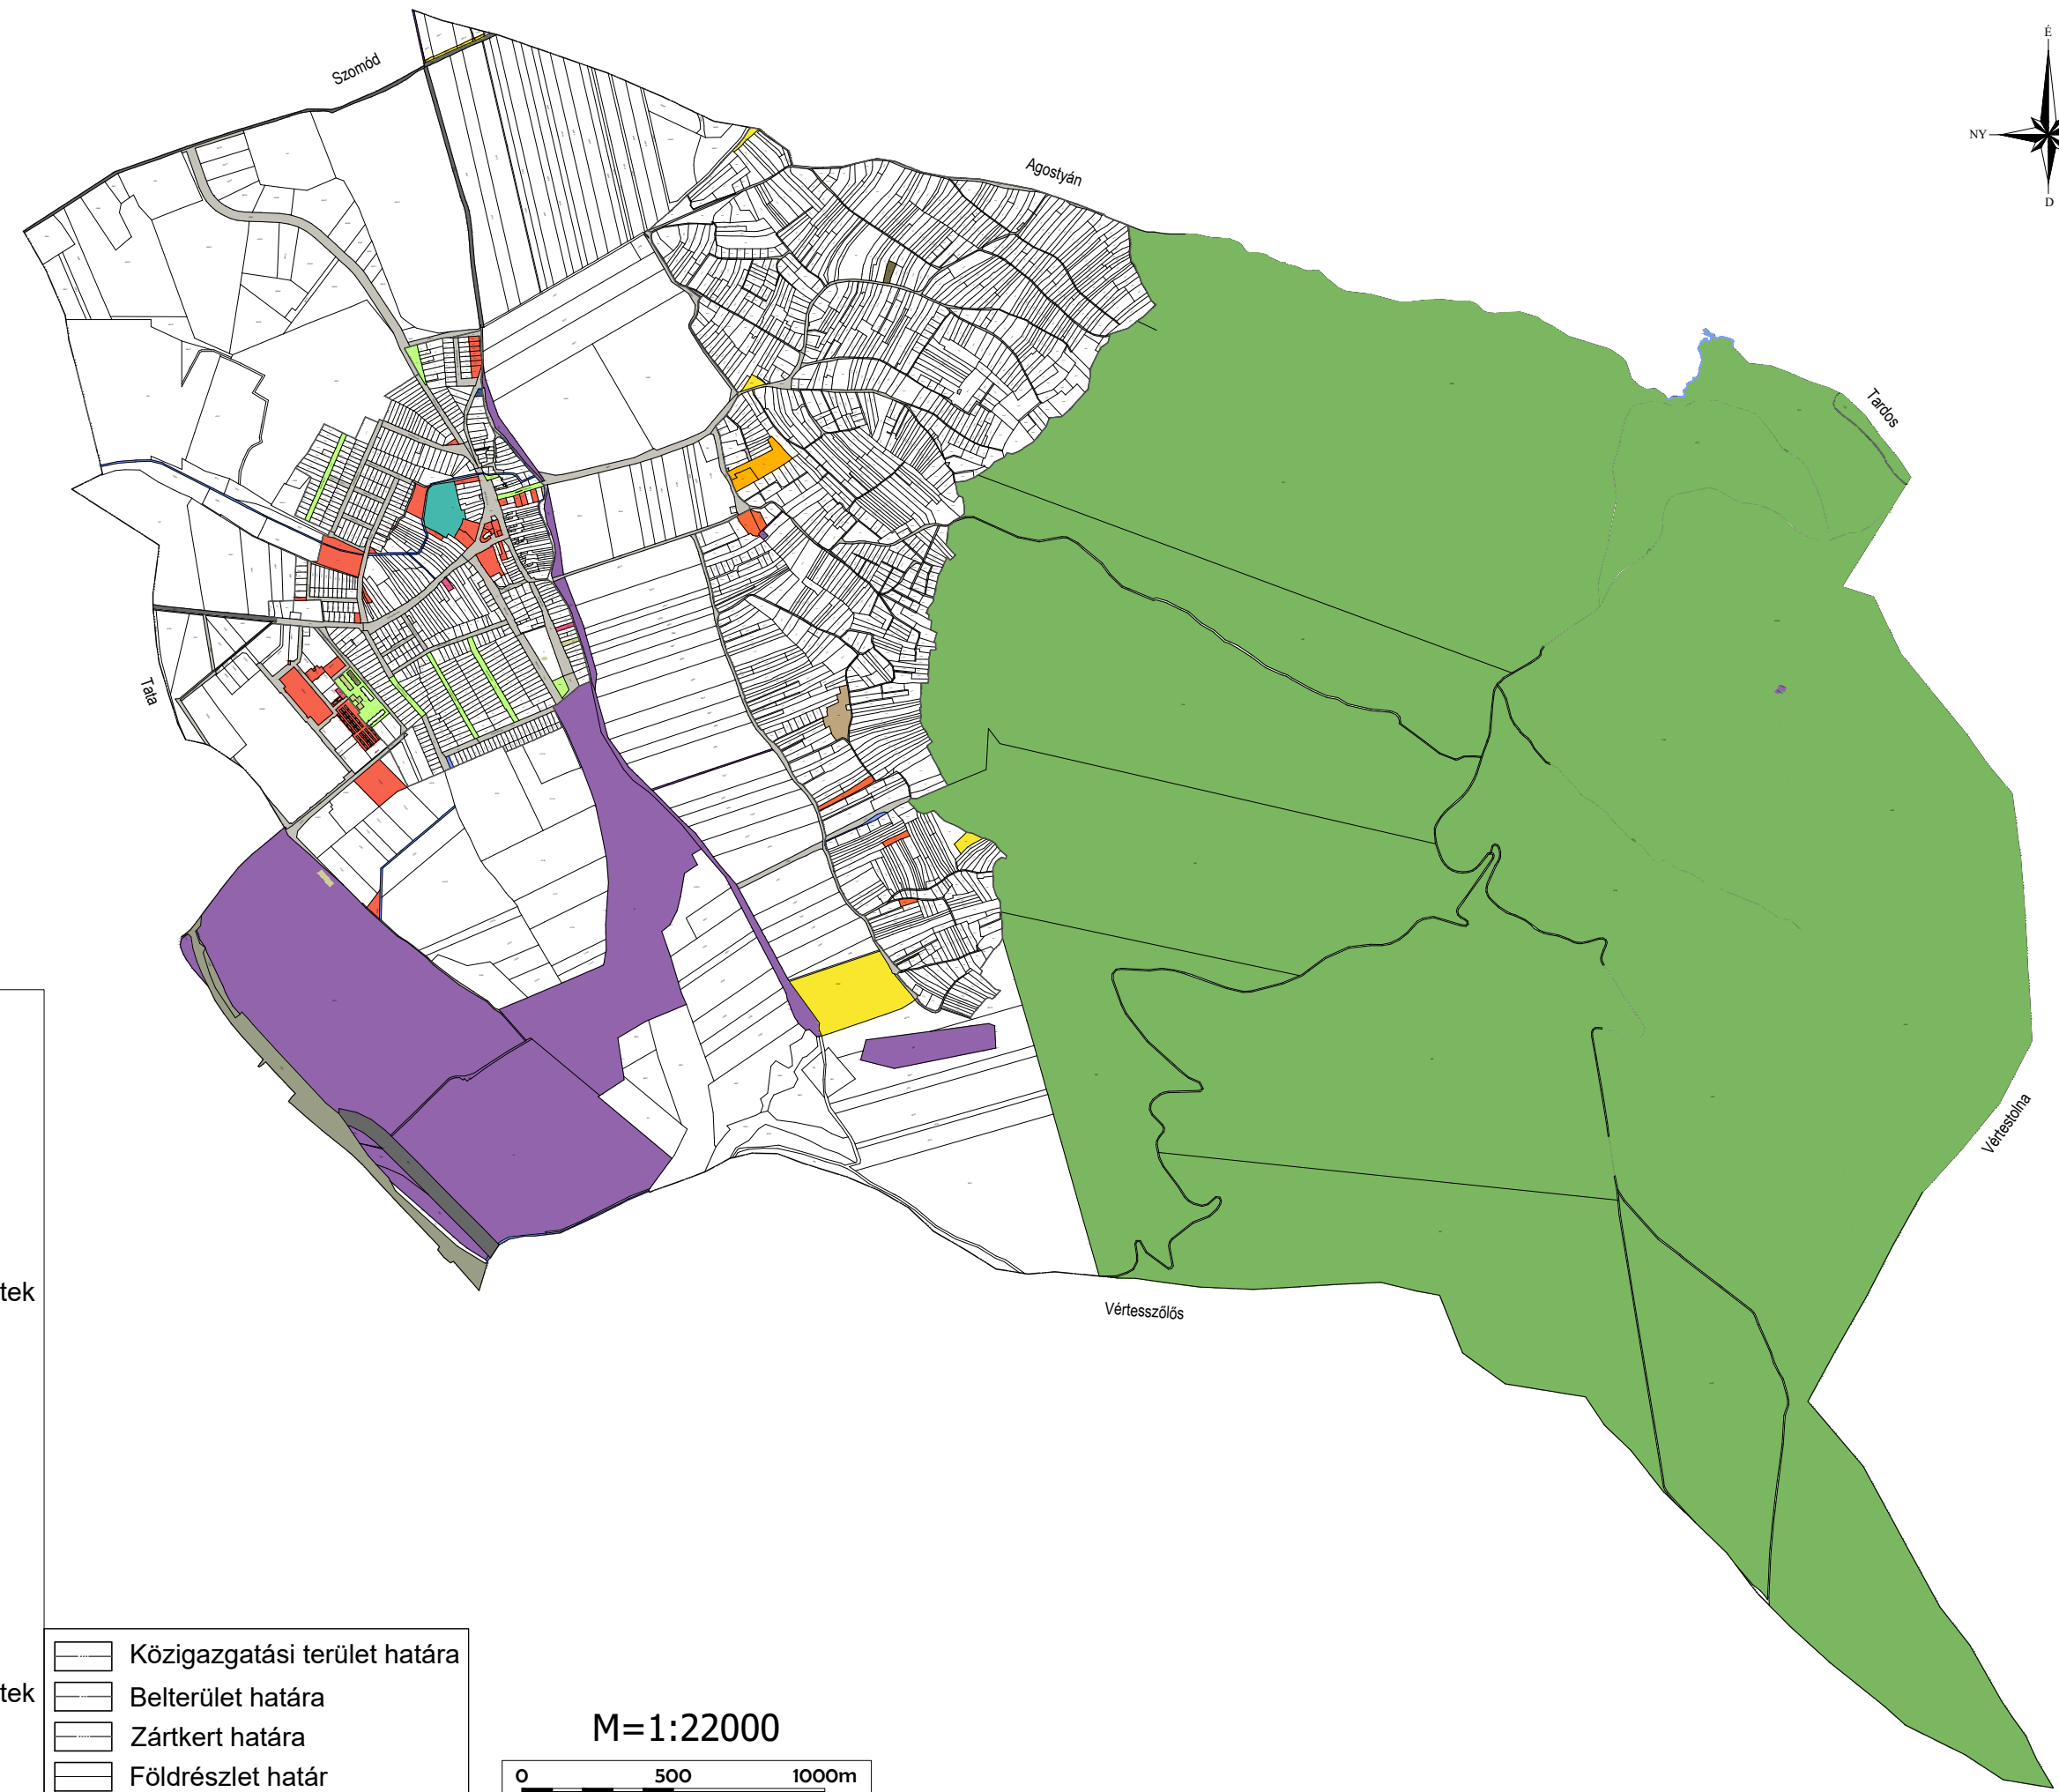 É
Szomód
NY
Agostyán
D
Tardos
Tata
Vértestolna
tek
Vértesszőlős
Közigazgatási terület határa
tek
Belterület határa
Zártkert határa
Földrészlet határ
M=1:22000
0 500 1000m